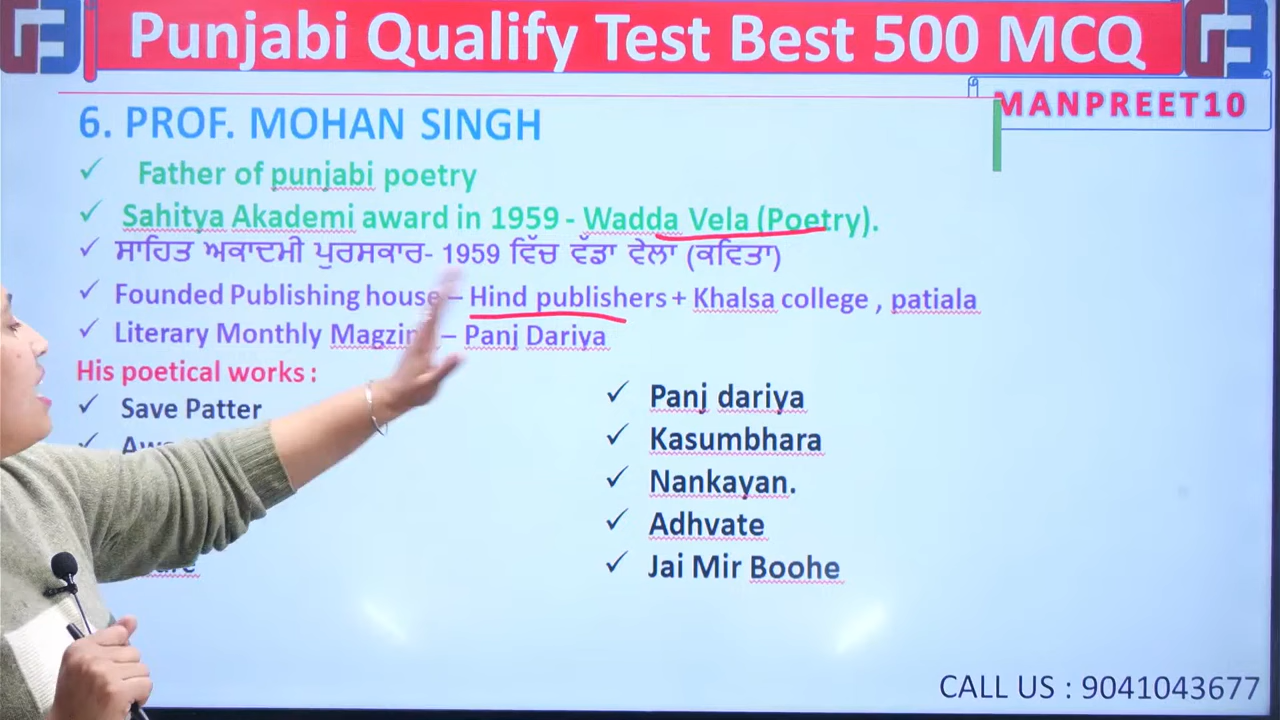 Punjabi Qualify Test Best 500 MCQ
MANPREET10
6. PROF. MOHAN SINGH
✓ Father of punjabi poetry
✓ Sahitya Akademi award in 1959 - Wadda Vela (Poetry).
✓ ਸਾਹਿਤ ਅਕਾਦਮੀ ਪੁਰਸਕਾਰ- 1959 ਵਿੱਚ ਵੱਡਾ ਵੇਲਾ (ਕਵਿਤਾ)
✓ Founded Publishing house – Hind publishers + Khalsa college , patiala
✓ Literary Monthly – Panj Dariya
His poetical works :
✓ Save Patter
✓ Panj dariya
✓ Kasumbhara
✓ Nankayan.
✓ Adhvate
✓ Jai Mir Boohe
CALL US : 9041043677